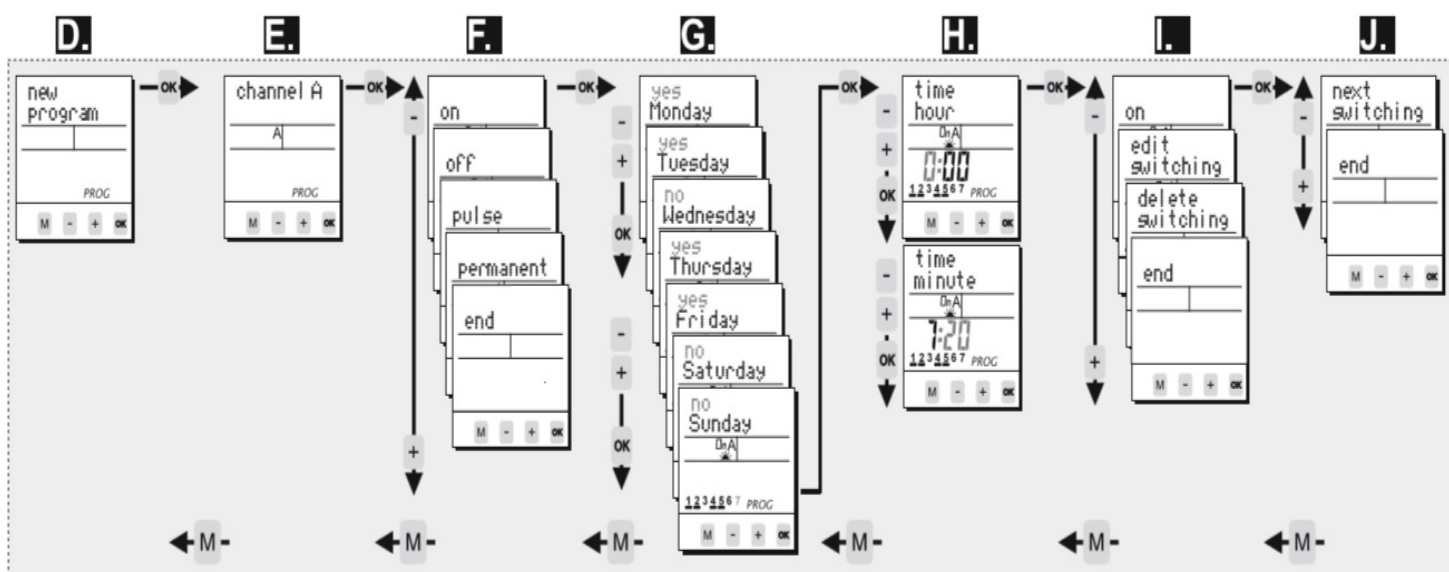 D.
E.
F.
G.
H.
I.
J.
new
program
PROG
M - + OK
OK
channel A
A
PROG
M - + OK
OK
-
+
on
off
pulse
permanent
end
M - + OK
OK
-
+
OK
-
+
OK
yes
Monday
yes
Tuesday
no
Wednesday
yes
Thursday
yes
Friday
no
Saturday
no
Sunday
OnA
1234567 PROG
M - + OK
OK
-
+
OK
-
+
OK
time
hour
OnA
0:00
1234567 PROG
M - + OK
time
minute
OnA
7:20
1234567 PROG
M - + OK
OK
-
+
on
edit
switching
delete
switching
end
M - + OK
OK
-
+
next
switching
end
M - + OK
M
M
M
M
M
M